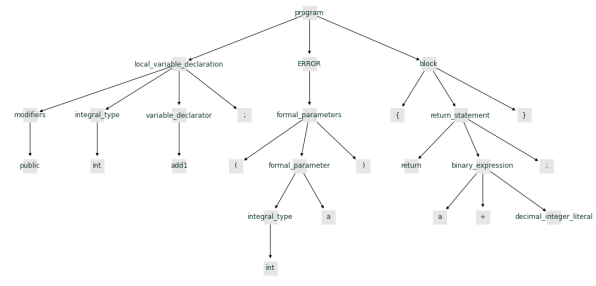 program
local_variable_declaration ERROR block
modifiers integral_type variable_declarator ; formal_parameters { return_statement }
public int add1 ( formal_parameter ) return binary_expression ;
integral_type a a + decimal_integer_literal
int